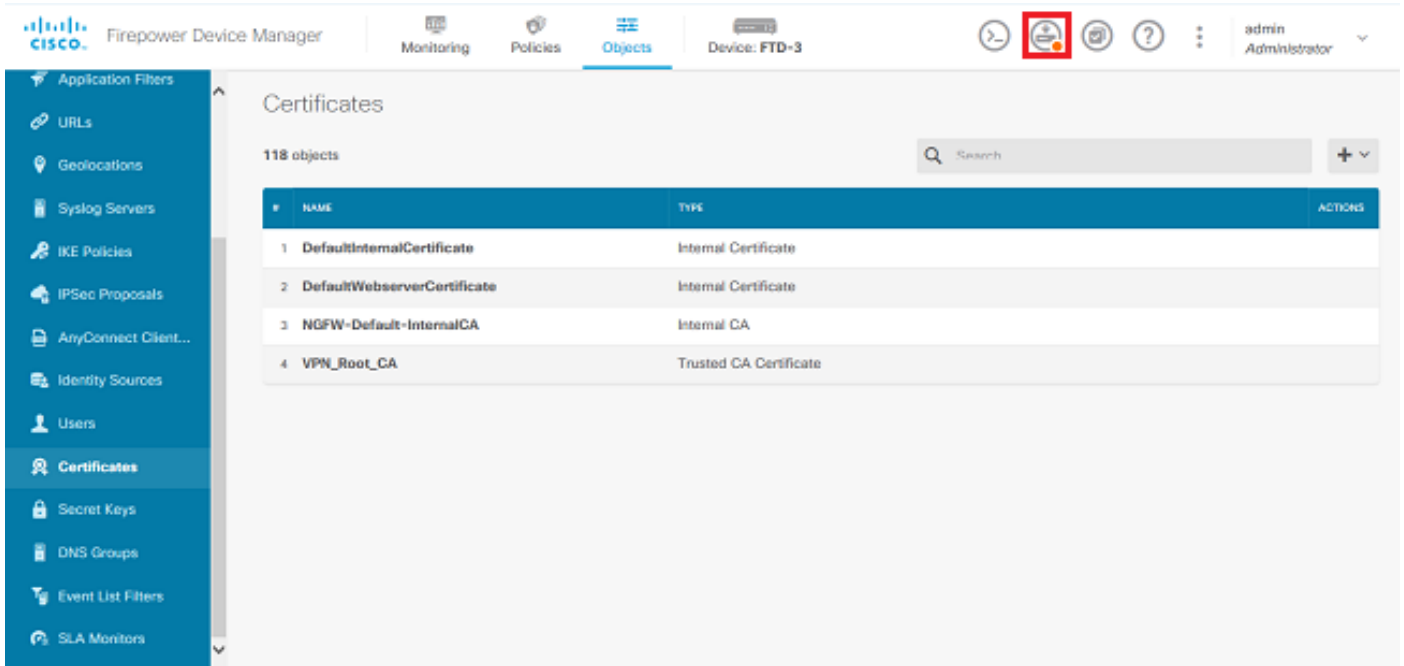 CISCO
Firepower Device Manager
Monitoring
Policies
Objects
Device: FTD-3
admin
Administrator
Application Filters
URLs
Geolocations
Syslog Servers
IKE Policies
IPSec Proposals
AnyConnect Client...
Identity Sources
Users
Certificates
Secret Keys
DNS Groups
Event List Filters
SLA Monitors
Certificates
118 objects
Search
# NAME TYPE ACTIONS
1 DefaultInternalCertificate Internal Certificate
2 DefaultWebserverCertificate Internal Certificate
3 NGFW-Default-InternalCA Internal CA
4 VPN_Root_CA Trusted CA Certificate